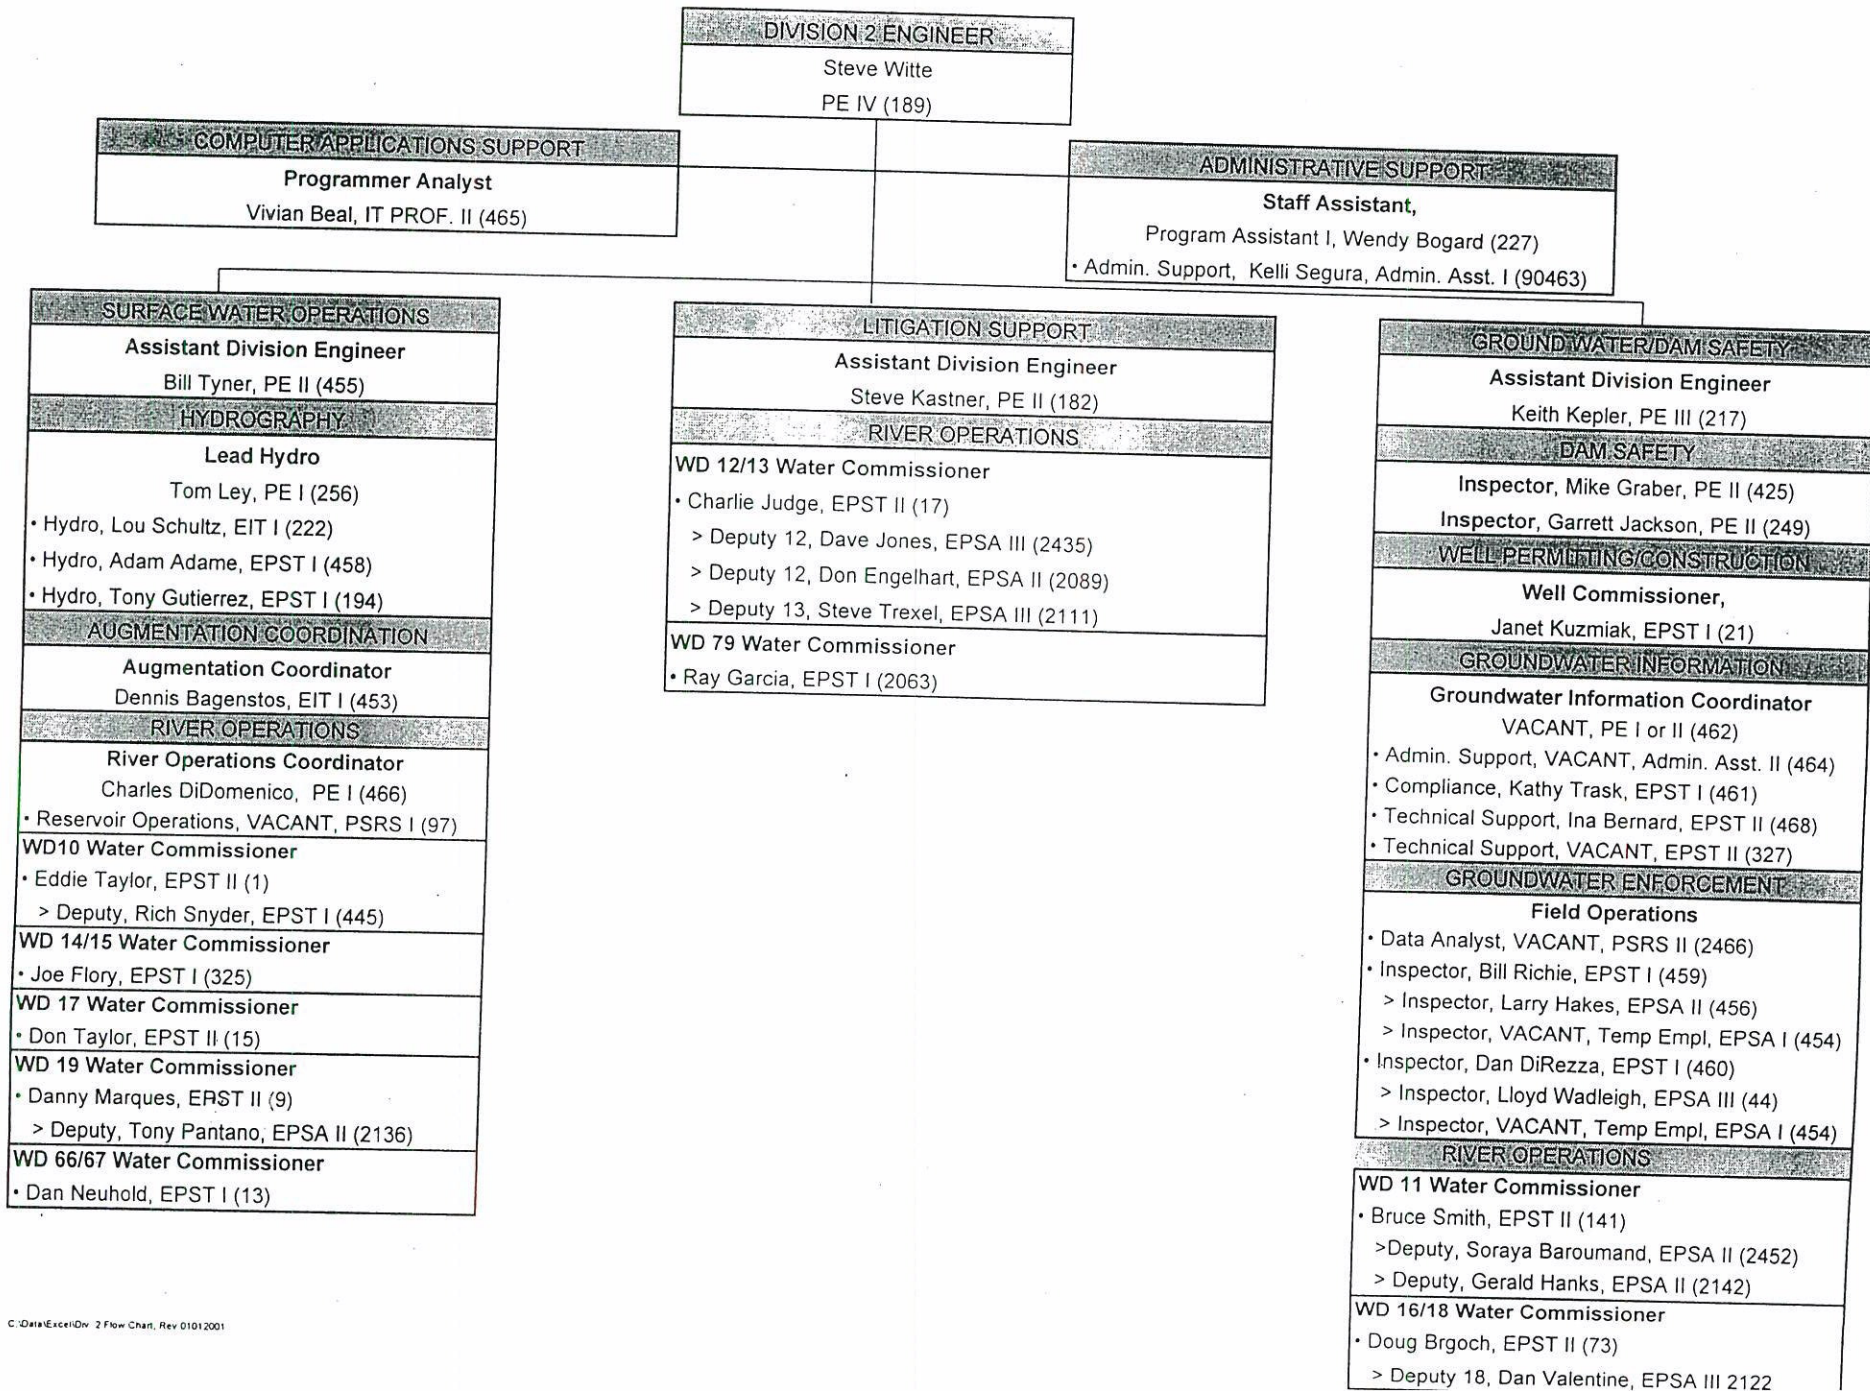 DIVISION 2 ENGINEER
Steve Witte
PE IV (189)
COMPUTER APPLICATIONS SUPPORT
Programmer Analyst
Vivian Beal, IT PROF. II (465)
ADMINISTRATIVE SUPPORT
Staff Assistant,
Program Assistant I, Wendy Bogard (227)
• Admin. Support, Kelli Segura, Admin. Asst. I (90463)
SURFACE WATER OPERATIONS
Assistant Division Engineer
Bill Tyner, PE II (455)
HYDROGRAPHY
Lead Hydro
Tom Ley, PE I (256)
• Hydro, Lou Schultz, EIT I (222)
• Hydro, Adam Adame, EPST I (458)
• Hydro, Tony Gutierrez, EPST I (194)
AUGMENTATION COORDINATION
Augmentation Coordinator
Dennis Bagenstos, EIT I (453)
RIVER OPERATIONS
River Operations Coordinator
Charles DiDomenico, PE I (466)
• Reservoir Operations, VACANT, PSRS I (97)
WD10 Water Commissioner
• Eddie Taylor, EPST II (1)
> Deputy, Rich Snyder, EPST I (445)
WD 14/15 Water Commissioner
• Joe Flory, EPST I (325)
WD 17 Water Commissioner
• Don Taylor, EPST II (15)
WD 19 Water Commissioner
• Danny Marques, EPST II (9)
> Deputy, Tony Pantano, EPSA II (2136)
WD 66/67 Water Commissioner
• Dan Neuhold, EPST I (13)
LITIGATION SUPPORT
Assistant Division Engineer
Steve Kastner, PE II (182)
RIVER OPERATIONS
WD 12/13 Water Commissioner
• Charlie Judge, EPST II (17)
> Deputy 12, Dave Jones, EPSA III (2435)
> Deputy 12, Don Engelhart, EPSA II (2089)
> Deputy 13, Steve Trexel, EPSA III (2111)
WD 79 Water Commissioner
• Ray Garcia, EPST I (2063)
GROUND WATER/DAM SAFETY
Assistant Division Engineer
Keith Kepler, PE III (217)
DAM SAFETY
Inspector, Mike Graber, PE II (425)
Inspector, Garrett Jackson, PE II (249)
WELL PERMITTING/CONSTRUCTION
Well Commissioner,
Janet Kuzmiak, EPST I (21)
GROUNDWATER INFORMATION
Groundwater Information Coordinator
VACANT, PE I or II (462)
• Admin. Support, VACANT, Admin. Asst. II (464)
• Compliance, Kathy Trask, EPST I (461)
• Technical Support, Ina Bernard, EPST II (468)
• Technical Support, VACANT, EPST II (327)
GROUNDWATER ENFORCEMENT
Field Operations
• Data Analyst, VACANT, PSRS II (2466)
• Inspector, Bill Richie, EPST I (459)
> Inspector, Larry Hakes, EPSA II (456)
> Inspector, VACANT, Temp Empl, EPSA I (454)
• Inspector, Dan DiRezza, EPST I (460)
> Inspector, Lloyd Wadleigh, EPSA III (44)
> Inspector, VACANT, Temp Empl, EPSA I (454)
RIVER OPERATIONS
WD 11 Water Commissioner
• Bruce Smith, EPST II (141)
>Deputy, Soraya Baroumand, EPSA II (2452)
> Deputy, Gerald Hanks, EPSA II (2142)
WD 16/18 Water Commissioner
• Doug Brgoch, EPST II (73)
> Deputy 18, Dan Valentine, EPSA III 2122
C:\Data\Excel\Div. 2 Flow Chart, Rev 01012001